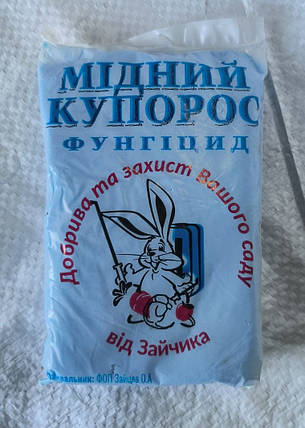 МІДНИЙ
КУПОРОС
ФУНГІЦИД
Добрива та захист Вашого саду
від Зайчика
ФОП Зайцев О.А